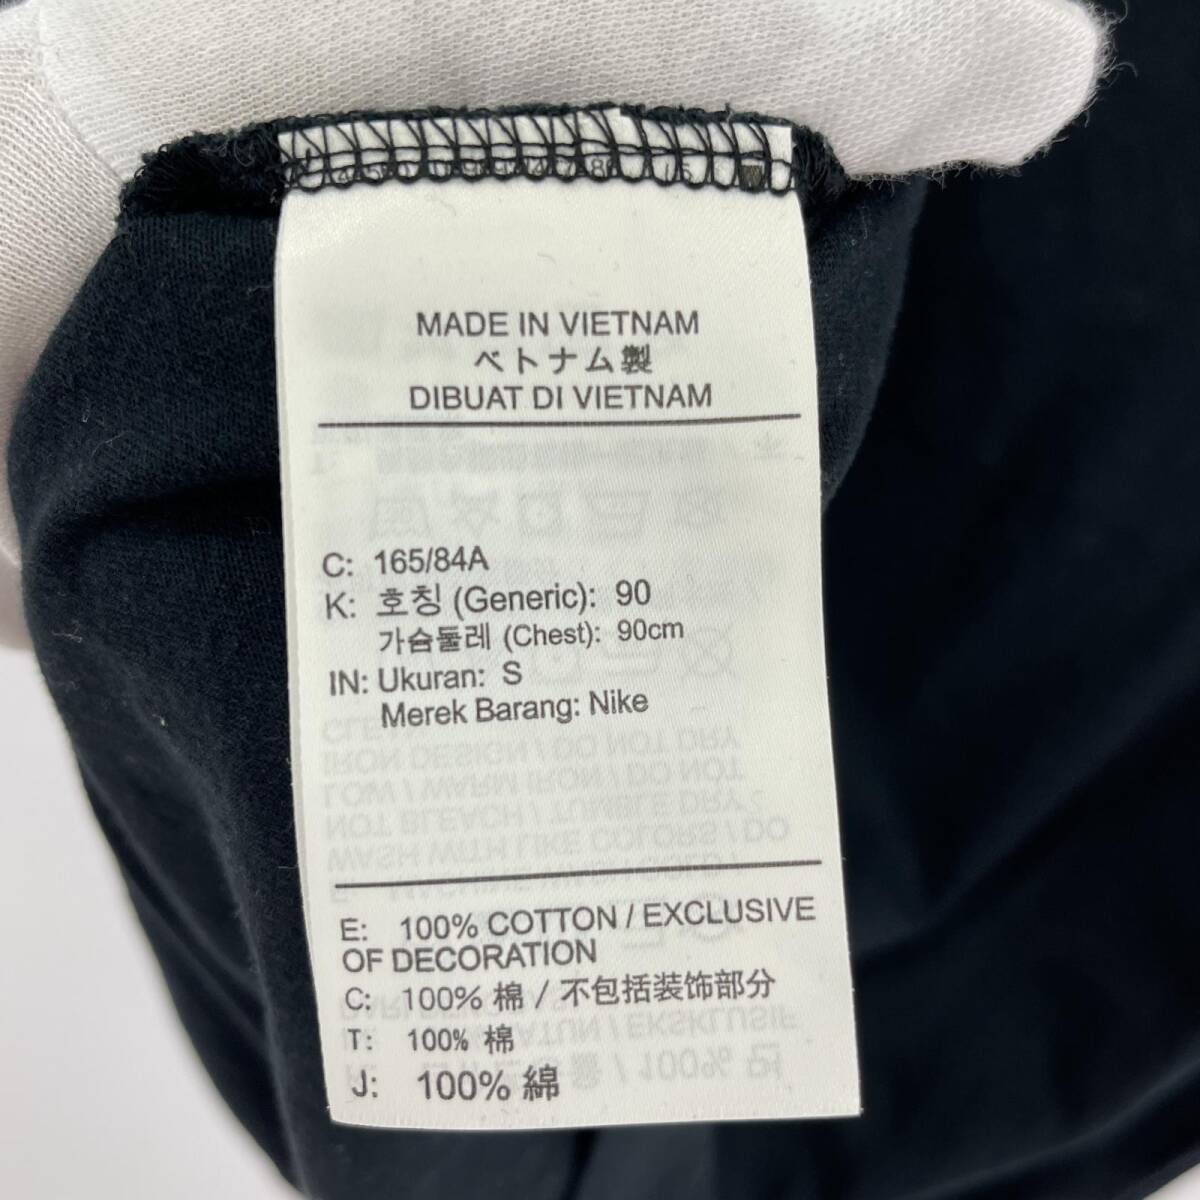 MADE IN VIETNAM
ベトナム製
DIBUAT DI VIETNAM
C: 165/84A
K: 호칭 (Generic): 90
가슴둘레 (Chest): 90cm
IN: Ukuran: S
Merek Barang: Nike
E: 100% COTTON / EXCLUSIVE
OF DECORATION
C: 100% 棉 / 不包括装饰部分
T: 100% 棉
J: 100% 綿